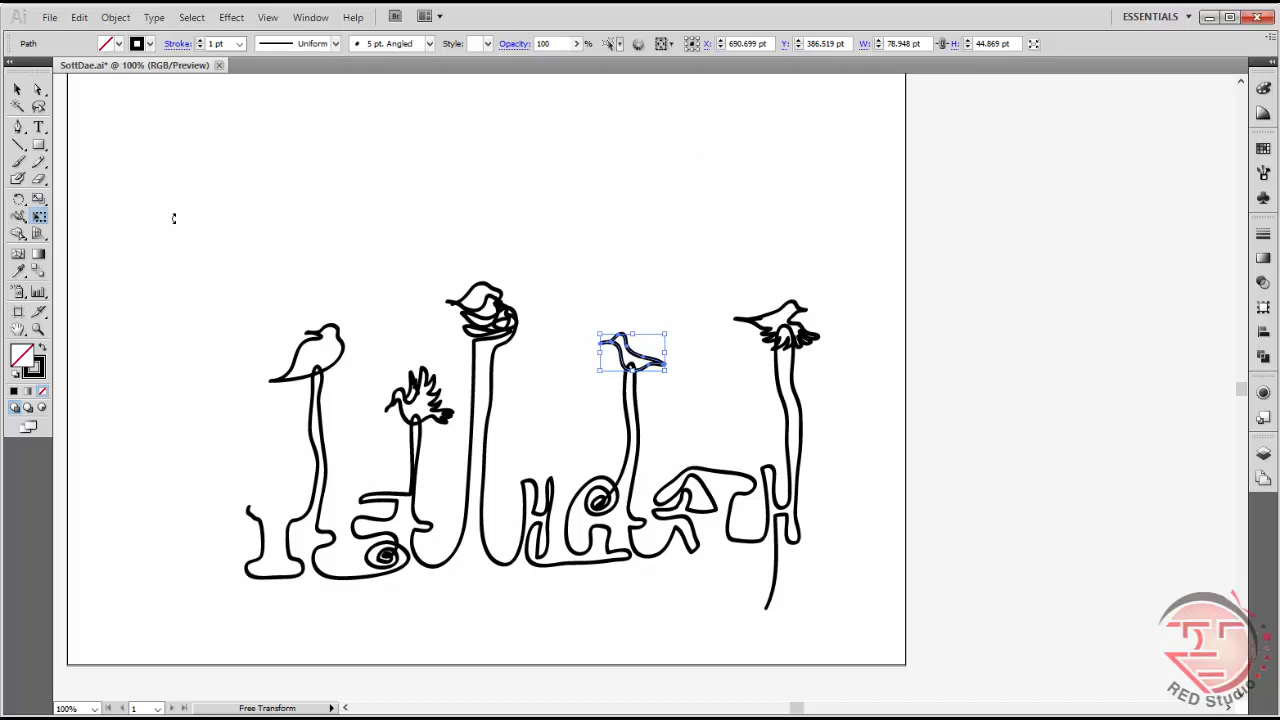 Ai File Edit Object Type Select Effect View Window Help Br ESSENTIALS
Path Stroke: 1 pt Uniform 5 pt. Angled Style: Opacity: 100 % X: 690.699 pt Y: 386.519 pt W: 78.948 pt H: 44.869 pt
SottDae.ai* @ 100% (RGB/Preview)
T
RED Studio
100% 1 Free Transform